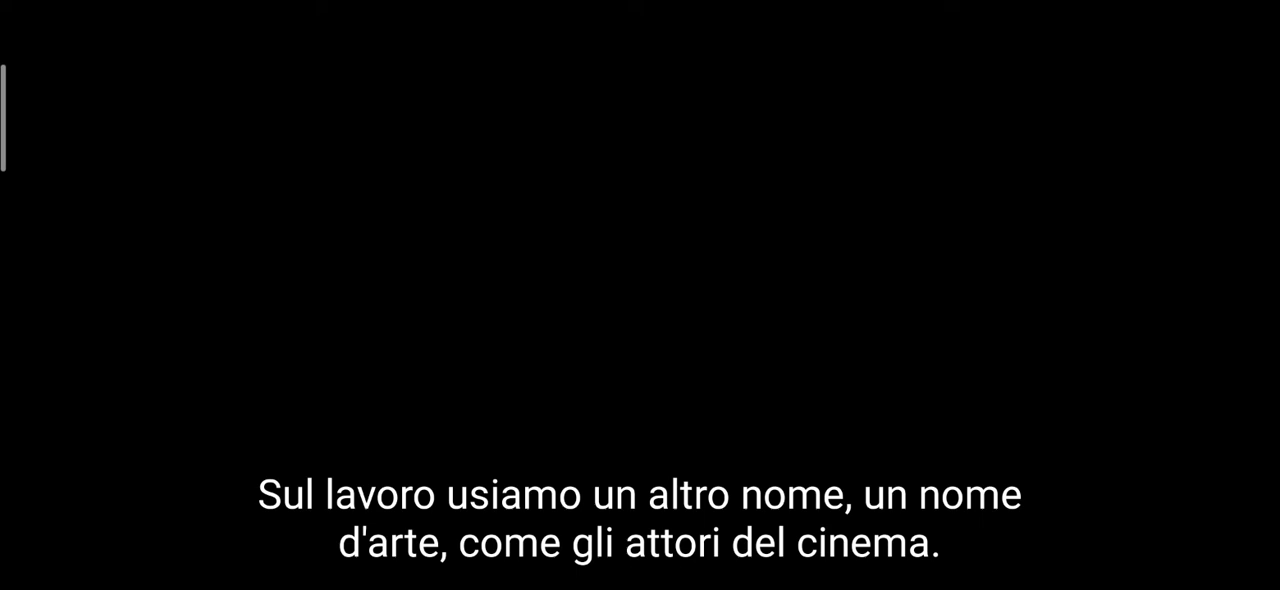 Sul lavoro usiamo un altro nome, un nome
d'arte, come gli attori del cinema.